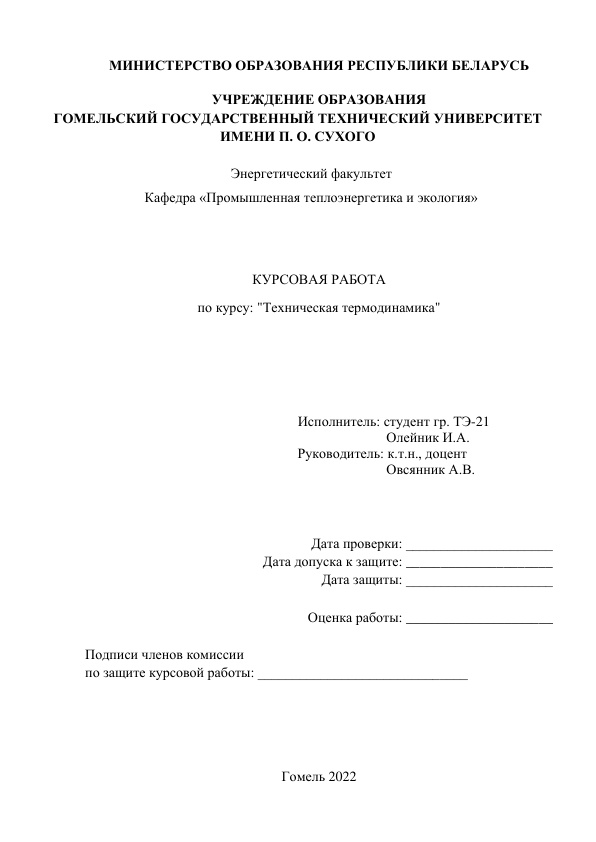 МИНИСТЕРСТВО ОБРАЗОВАНИЯ РЕСПУБЛИКИ БЕЛАРУСЬ
УЧРЕЖДЕНИЕ ОБРАЗОВАНИЯ
ГОМЕЛЬСКИЙ ГОСУДАРСТВЕННЫЙ ТЕХНИЧЕСКИЙ УНИВЕРСИТЕТ
ИМЕНИ П. О. СУХОГО
Энергетический факультет
Кафедра «Промышленная теплоэнергетика и экология»
КУРСОВАЯ РАБОТА
по курсу: "Техническая термодинамика"
Исполнитель: студент гр. ТЭ-21
Олейник И.А.
Руководитель: к.т.н., доцент
Овсянник А.В.
Дата проверки: _____________________
Дата допуска к защите: _____________________
Дата защиты: _____________________
Оценка работы: _____________________
Подписи членов комиссии
по защите курсовой работы: ______________________________
Гомель 2022